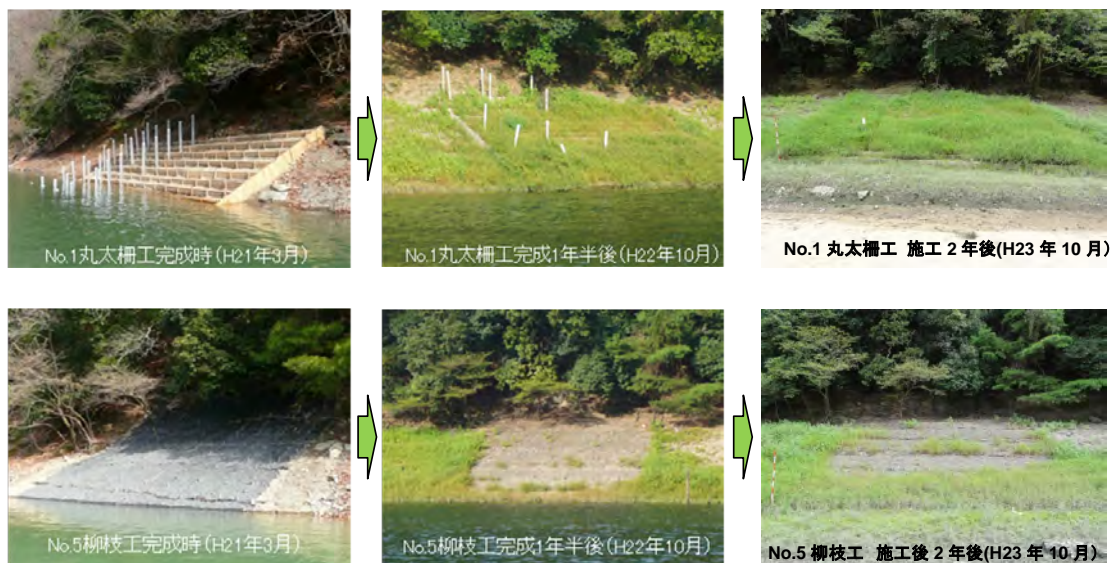 No.1丸太柵工完成時(H21年3月)
No.1丸太柵工完成1年半後(H22年10月)
No.1 丸太柵工 施工 2 年後(H23 年 10 月)
No.5柳枝工完成時(H21年3月)
No.5柳枝工完成1年半後(H22年10月)
No.5 柳枝工 施工後 2 年後(H23 年 10 月)